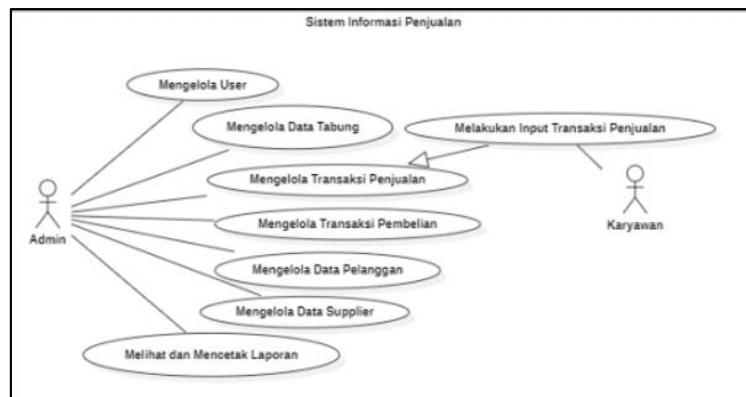 Sistem Informasi Penjualan
Mengelola User
Mengelola Data Tabung
Melakukan Input Transaksi Penjualan
Mengelola Transaksi Penjualan
Mengelola Transaksi Pembelian
Admin
Karyawan
Mengelola Data Pelanggan
Mengelola Data Supplier
Melihat dan Mencetak Laporan